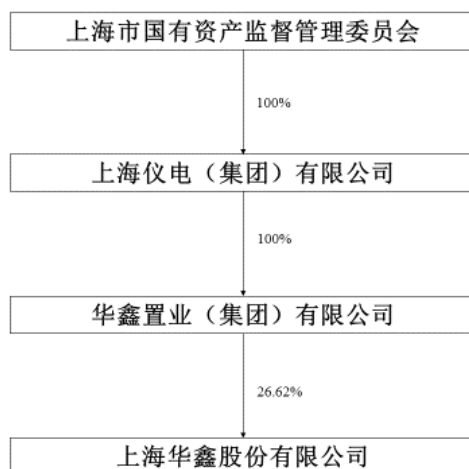 上海市国有资产监督管理委员会
100%
上海仪电（集团）有限公司
100%
华鑫置业（集团）有限公司
26.62%
上海华鑫股份有限公司